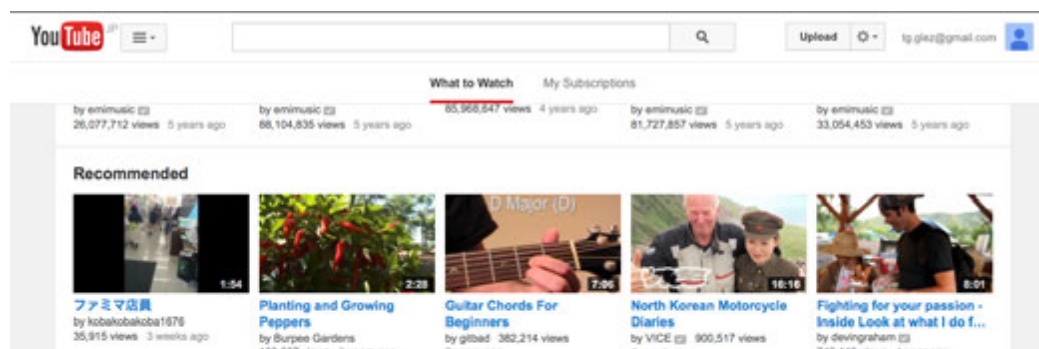 YouTube JP
Upload
tg.glez@gmail.com
What to Watch My Subscriptions
by emimusic
26,077,712 views 5 years ago
by emimusic
68,104,835 views 5 years ago
85,968,647 views 4 years ago
by emimusic
81,727,857 views 5 years ago
by emimusic
33,054,453 views 5 years ago
Recommended
1:54
ファミマ店員
by kobakobakoba1676
35,915 views 3 weeks ago
2:28
Planting and Growing
Peppers
by Burpee Gardens
D Major (D)
7:06
Guitar Chords For
Beginners
by gitbad 362,214 views
16:16
North Korean Motorcycle
Diaries
by VICE 900,517 views
8:01
Fighting for your passion -
Inside Look at what I do f...
by devingraham